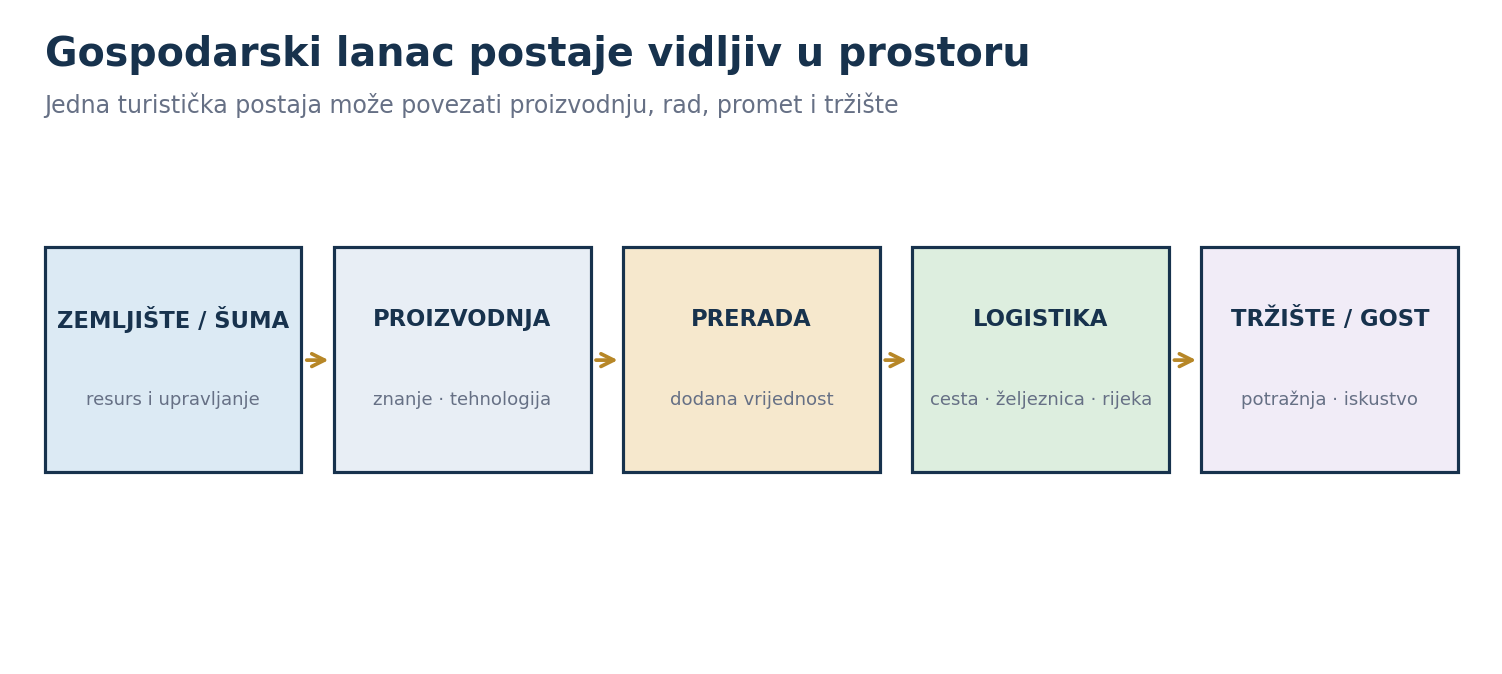 Gospodarski lanac postaje vidljiv u prostoru
Jedna turistička postaja može povezati proizvodnju, rad, promet i tržište
ZEMLJIŠTE / ŠUMA
resurs i upravljanje
PROIZVODNJA
znanje · tehnologija
PRERADA
dodana vrijednost
LOGISTIKA
cesta · željeznica · rijeka
TRŽIŠTE / GOST
potražnja · iskustvo